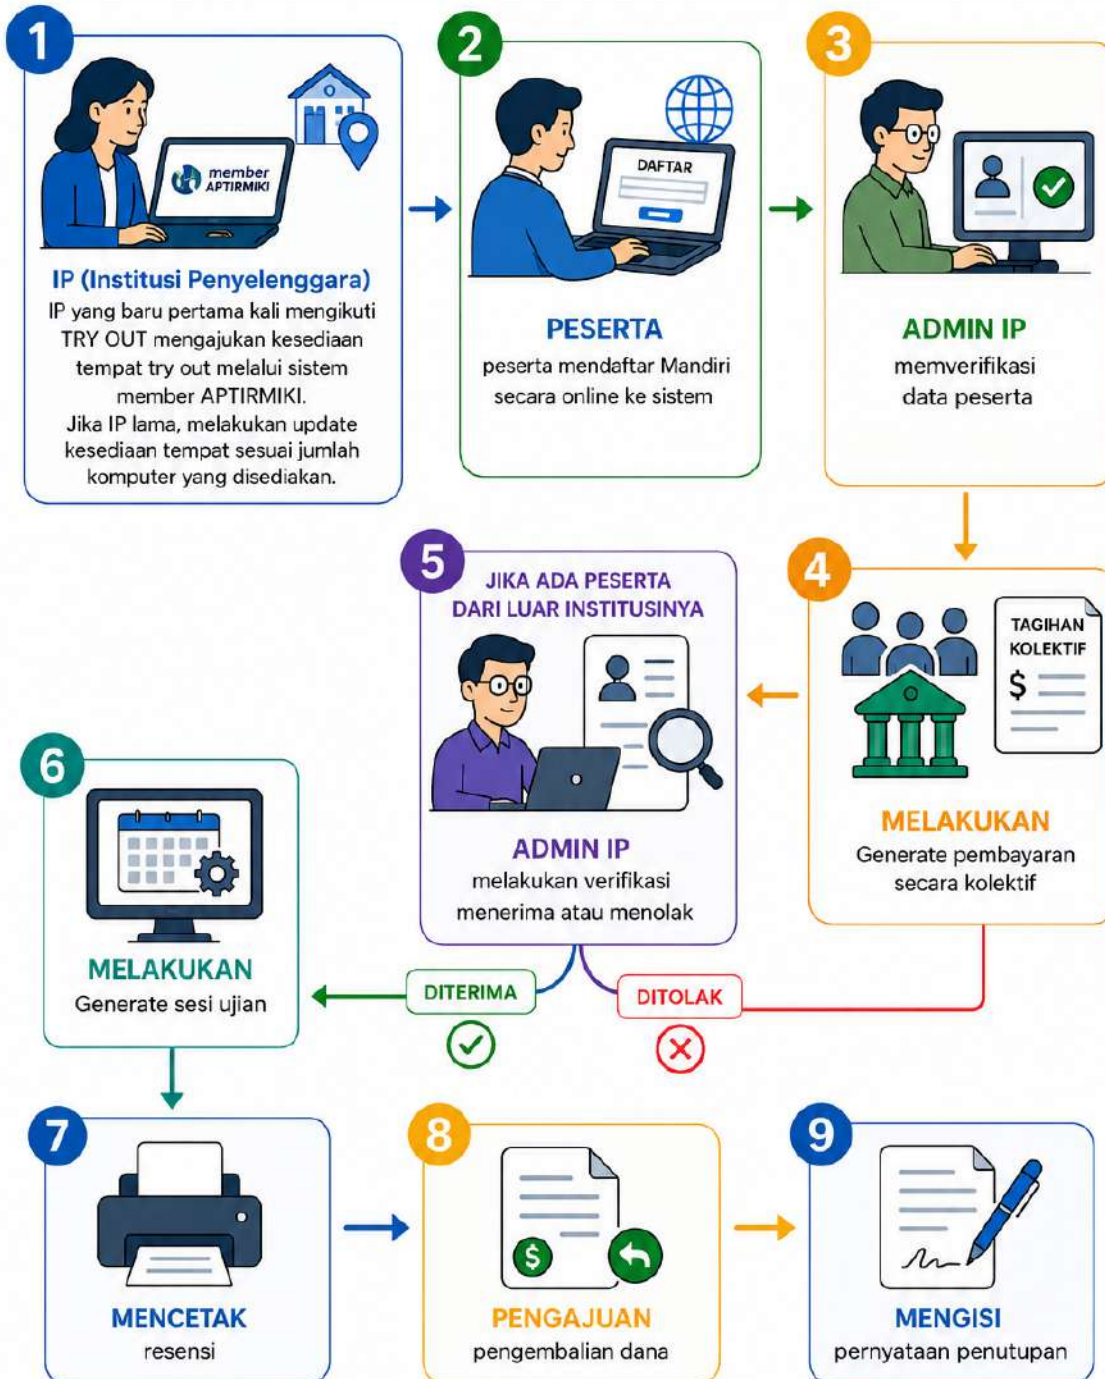 1
member
APTIRMIKI
IP (Institusi Penyelenggara)
IP yang baru pertama kali mengikuti
TRY OUT mengajukan kesediaan
tempat try out melalui sistem
member APTIRMIKI.
Jika IP lama, melakukan update
kesediaan tempat sesuai jumlah
komputer yang disediakan.
2
DAFTAR
PESERTA
peserta mendaftar Mandiri
secara online ke sistem
3
ADMIN IP
memverifikasi
data peserta
4
TAGIHAN
KOLEKTIF
$
MELAKUKAN
Generate pembayaran
secara kolektif
5
JIKA ADA PESERTA
DARI LUAR INSTITUSINYA
ADMIN IP
melakukan verifikasi
menerima atau menolak
DITERIMA
DITOLAK
6
MELAKUKAN
Generate sesi ujian
7
MENCETAK
resensi
8
$
PENGAJUAN
pengembalian dana
9
MENGISI
pernyataan penutupan